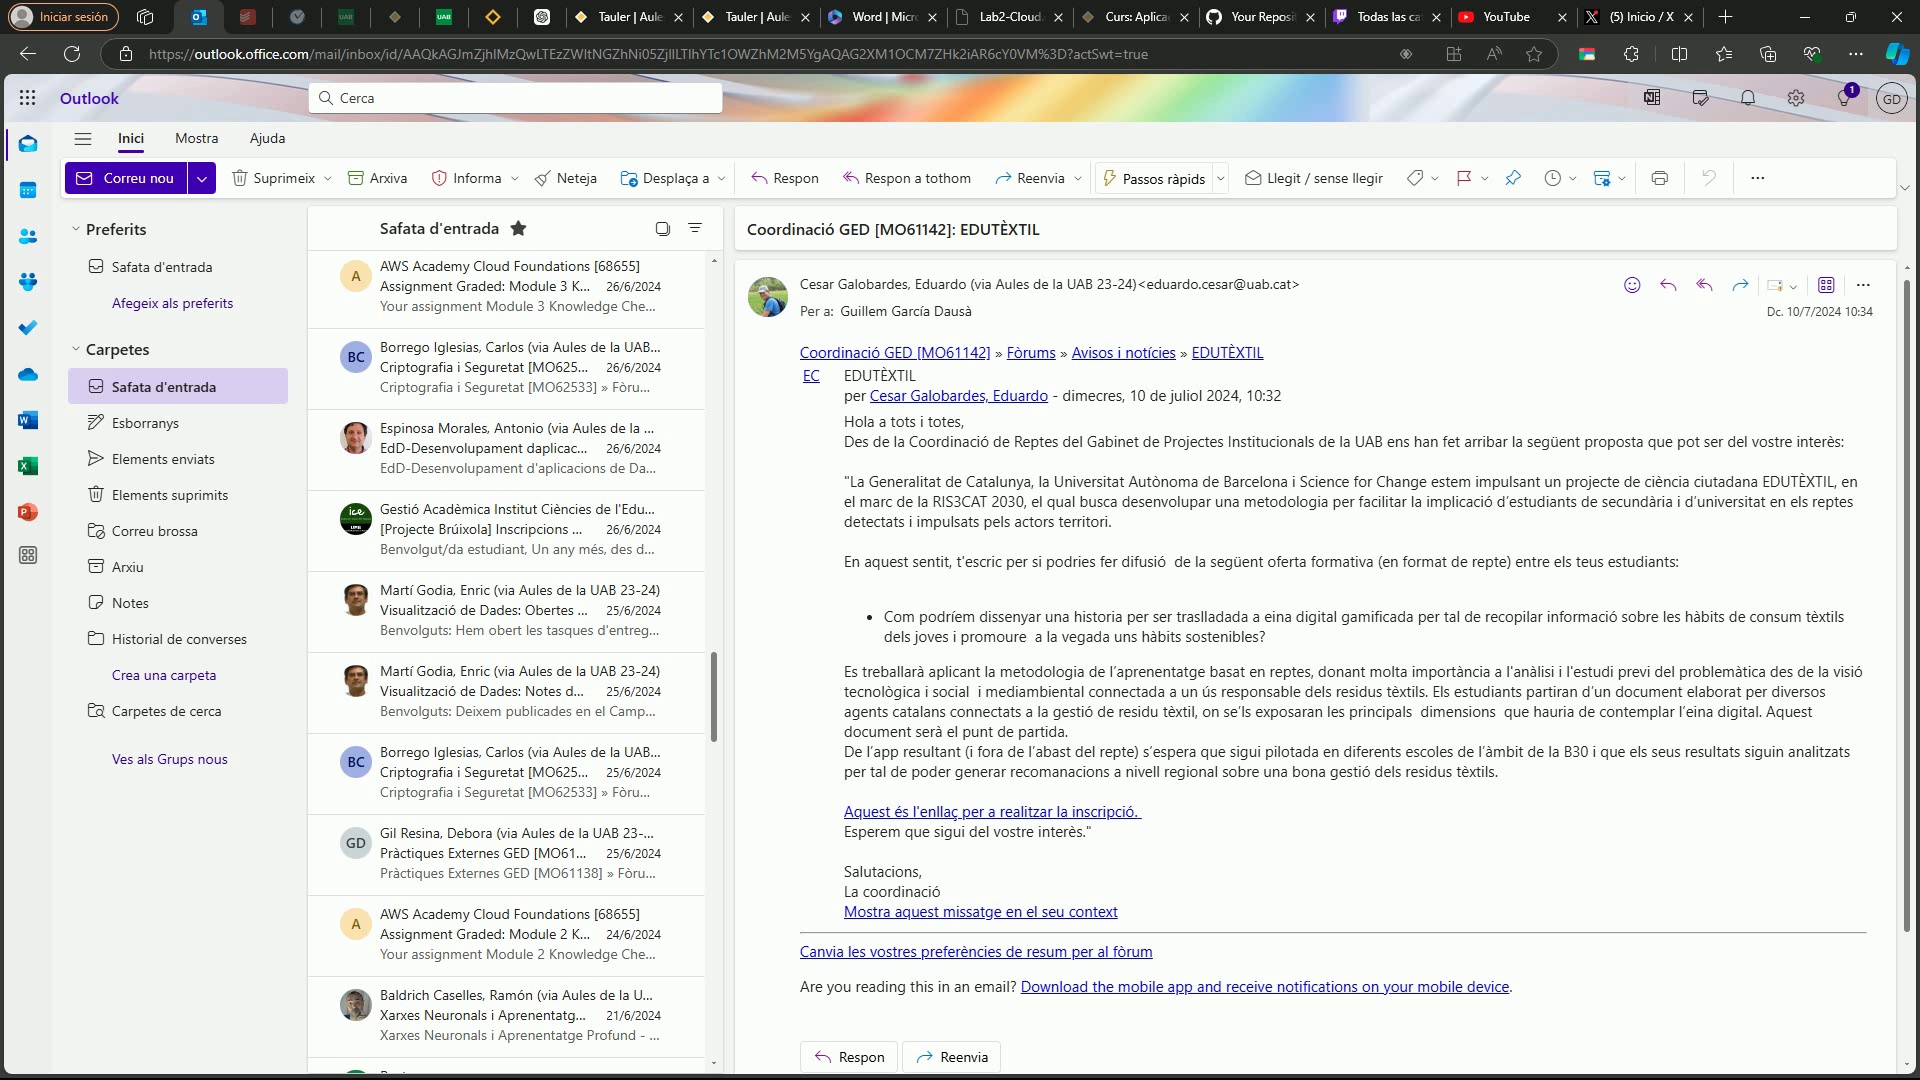 Iniciar sesión
Tauler | Aule
Tauler | Aule
Word | Micr
Lab2-Cloud
Curs: Aplica
Your Reposit
Todas las ca
YouTube
(5) Inicio / X
Outlook
Cerca
GD
1
Inici
Mostra
Ajuda
Correu nou
Suprimeix
Arxiva
Informa
Neteja
Desplaça a
Respon
Respon a tothom
Reenvia
Passos ràpids
Llegit / sense llegir
Preferits
Safata d'entrada
Afegeix als preferits
Carpetes
Safata d'entrada
Esborranys
Elements enviats
Elements suprimits
Correu brossa
Arxiu
Notes
Historial de converses
Crea una carpeta
Carpetes de cerca
Ves als Grups nous
Safata d'entrada
A
AWS Academy Cloud Foundations [68655]
Assignment Graded: Module 3 K... 26/6/2024
Your assignment Module 3 Knowledge Che...
BC
Borrego Iglesias, Carlos (via Aules de la UAB...
Criptografia i Seguretat [MO625... 26/6/2024
Criptografia i Seguretat [MO62533] » Fòru...
Espinosa Morales, Antonio (via Aules de la ...
EdD-Desenvolupament daplicac... 26/6/2024
EdD-Desenvolupament d'aplicacions de Da...
Gestió Acadèmica Institut Ciències de l'Edu...
[Projecte Brúixola] Inscripcions ... 26/6/2024
Benvolgut/da estudiant, Un any més, des d...
Martí Godia, Enric (via Aules de la UAB 23-24)
Visualització de Dades: Obertes ... 25/6/2024
Benvolguts: Hem obert les tasques d'entreg...
Martí Godia, Enric (via Aules de la UAB 23-24)
Visualització de Dades: Notes d... 25/6/2024
Benvolguts: Deixem publicades en el Camp...
BC
Borrego Iglesias, Carlos (via Aules de la UAB...
Criptografia i Seguretat [MO625... 25/6/2024
Criptografia i Seguretat [MO62533] » Fòru...
GD
Gil Resina, Debora (via Aules de la UAB 23-...
Pràctiques Externes GED [MO61... 25/6/2024
Pràctiques Externes GED [MO61138] » Fòru...
A
AWS Academy Cloud Foundations [68655]
Assignment Graded: Module 2 K... 24/6/2024
Your assignment Module 2 Knowledge Che...
Baldrich Caselles, Ramón (via Aules de la U...
Xarxes Neuronals i Aprenentatg... 21/6/2024
Xarxes Neuronals i Aprenentatge Profund - ...
Coordinació GED [MO61142]: EDUTÈXTIL
Cesar Galobardes, Eduardo (via Aules de la UAB 23-24)<eduardo.cesar@uab.cat>
Per a: Guillem García Dausà
Dc. 10/7/2024 10:34
Coordinació GED [MO61142] » Fòrums » Avisos i notícies » EDUTÈXTIL
EC EDUTÈXTIL
per Cesar Galobardes, Eduardo - dimecres, 10 de juliol 2024, 10:32
Hola a tots i totes,
Des de la Coordinació de Reptes del Gabinet de Projectes Institucionals de la UAB ens han fet arribar la següent proposta que pot ser del vostre interès:
"La Generalitat de Catalunya, la Universitat Autònoma de Barcelona i Science for Change estem impulsant un projecte de ciència ciutadana EDUTÈXTIL, en
el marc de la RIS3CAT 2030, el qual busca desenvolupar una metodologia per facilitar la implicació d'estudiants de secundària i d'universitat en els reptes
detectats i impulsats pels actors territori.
En aquest sentit, t'escric per si podries fer difusió  de la següent oferta formativa (en format de repte) entre els teus estudiants:
• Com podríem dissenyar una historia per ser traslladada a eina digital gamificada per tal de recopilar informació sobre les hàbits de consum tèxtils
dels joves i promoure  a la vegada uns hàbits sostenibles?
Es treballarà aplicant la metodologia de l'aprenentatge basat en reptes, donant molta importància a l'anàlisi i l'estudi previ del problemàtica des de la visió
tecnològica i social  i mediambiental connectada a un ús responsable dels residus tèxtils. Els estudiants partiran d'un document elaborat per diversos
agents catalans connectats a la gestió de residu tèxtil, on se'ls exposaran les principals  dimensions  que hauria de contemplar l'eina digital. Aquest
document serà el punt de partida.
De l'app resultant (i fora de l'abast del repte) s'espera que sigui pilotada en diferents escoles de l'àmbit de la B30 i que els seus resultats siguin analitzats
per tal de poder generar recomanacions a nivell regional sobre una bona gestió dels residus tèxtils.
Aquest és l'enllaç per a realitzar la inscripció.
Esperem que sigui del vostre interès."
Salutacions,
La coordinació
Mostra aquest missatge en el seu context
Canvia les vostres preferències de resum per al fòrum
Are you reading this in an email? Download the mobile app and receive notifications on your mobile device.
Respon
Reenvia